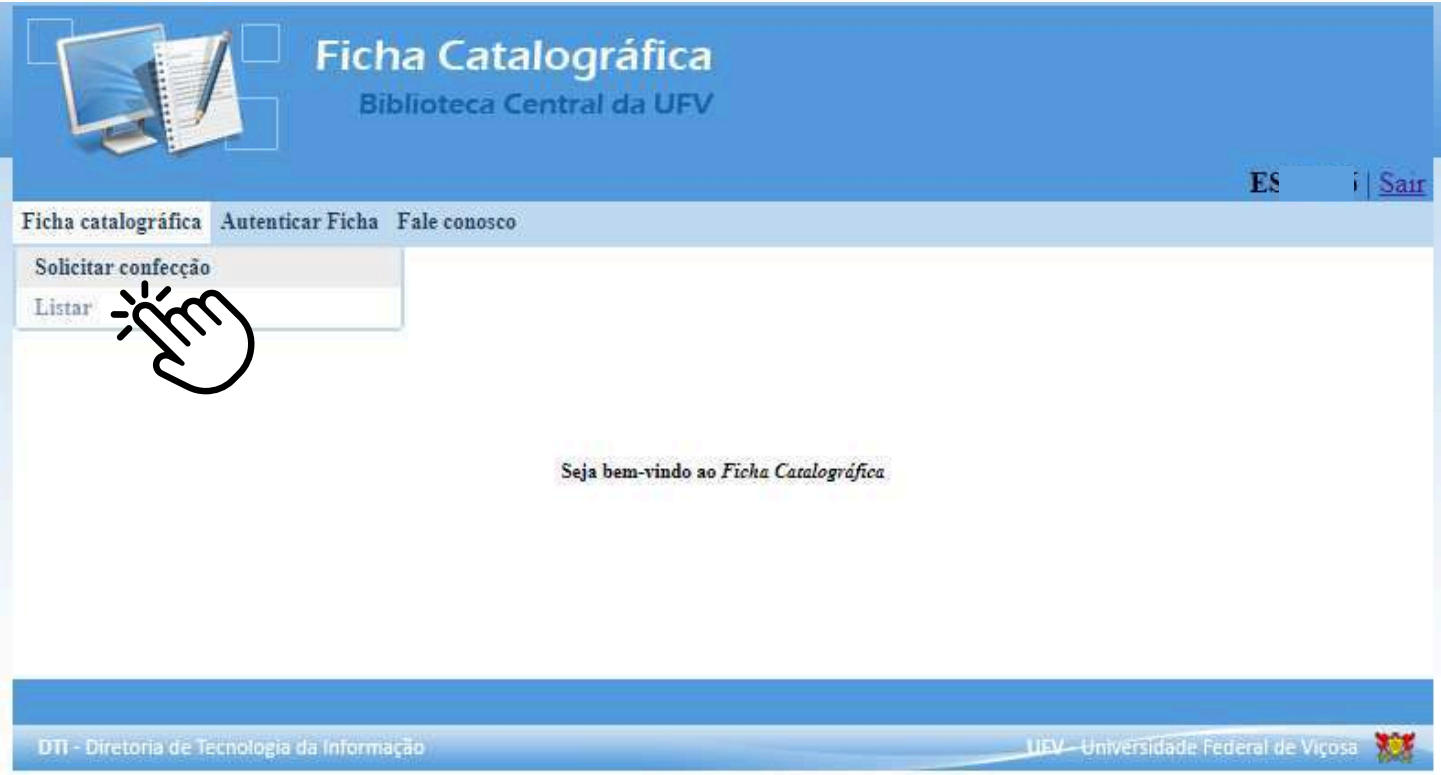 Ficha Catalográfica
Biblioteca Central da UFV
ES | Sair
Ficha catalográfica Autenticar Ficha Fale conosco
Solicitar confecção
Listar
Seja bem-vindo ao Ficha Catalográfica
DTI - Diretoria de Tecnologia da Informação
UFV - Universidade Federal de Viçosa